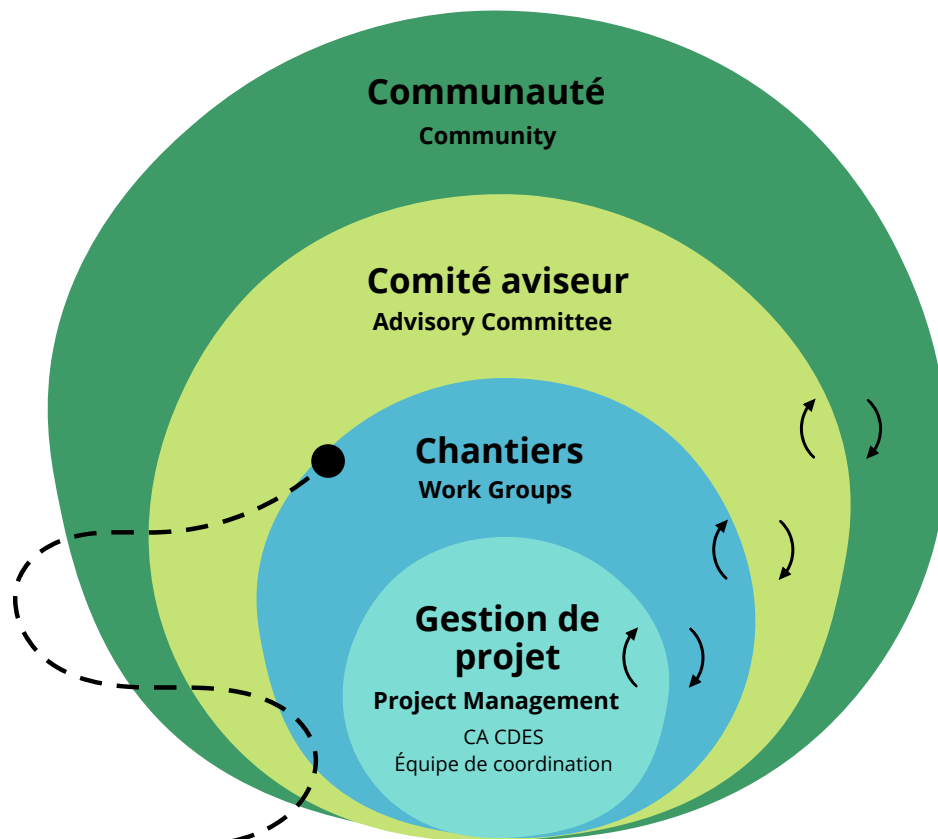 Communauté
Community
Comité aviseur
Advisory Committee
Chantiers
Work Groups
Gestion de
projet
Project Management
CA CDES
Équipe de coordination